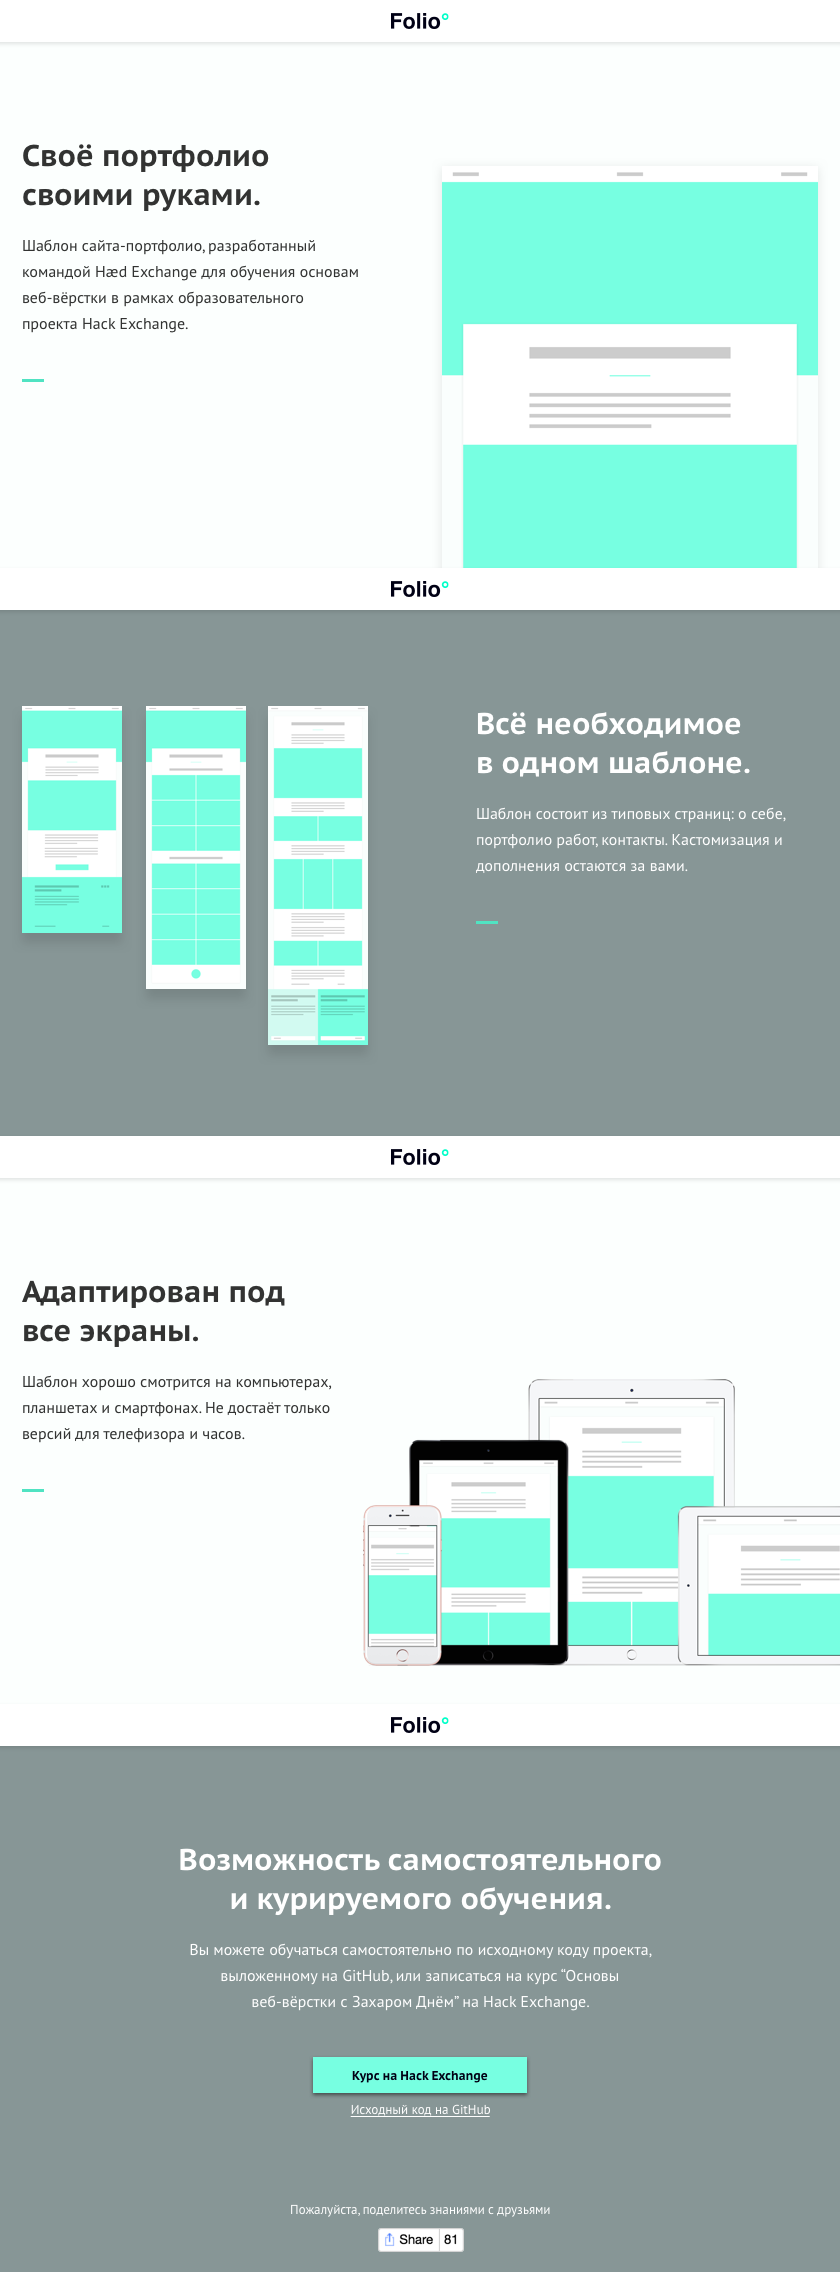 Folio°
Своё портфолио
своими руками.
Шаблон сайта-портфолио, разработанный
командой Hæd Exchange для обучения основам
веб-вёрстки в рамках образовательного
проекта Hack Exchange.
Folio°
Всё необходимое
в одном шаблоне.
Шаблон состоит из типовых страниц: о себе,
портфолио работ, контакты. Кастомизация и
дополнения остаются за вами.
Folio°
Адаптирован под
все экраны.
Шаблон хорошо смотрится на компьютерах,
планшетах и смартфонах. Не достаёт только
версий для телефизора и часов.
Folio°
Возможность самостоятельного
и курируемого обучения.
Вы можете обучаться самостоятельно по исходному коду проекта,
выложенному на GitHub, или записаться на курс “Основы
веб-вёрстки с Захаром Днём” на Hack Exchange.
Курс на Hack Exchange
Исходный код на GitHub
Пожалуйста, поделитесь знаниями с друзьями
Share 81